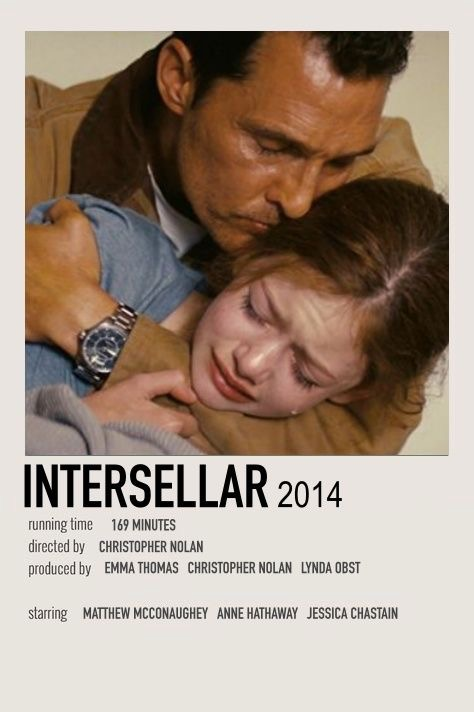 INTERSELLAR 2014
running time 169 MINUTES
directed by CHRISTOPHER NOLAN
produced by EMMA THOMAS CHRISTOPHER NOLAN LYNDA OBST
starring MATTHEW MCCONAUGHEY ANNE HATHAWAY JESSICA CHASTAIN